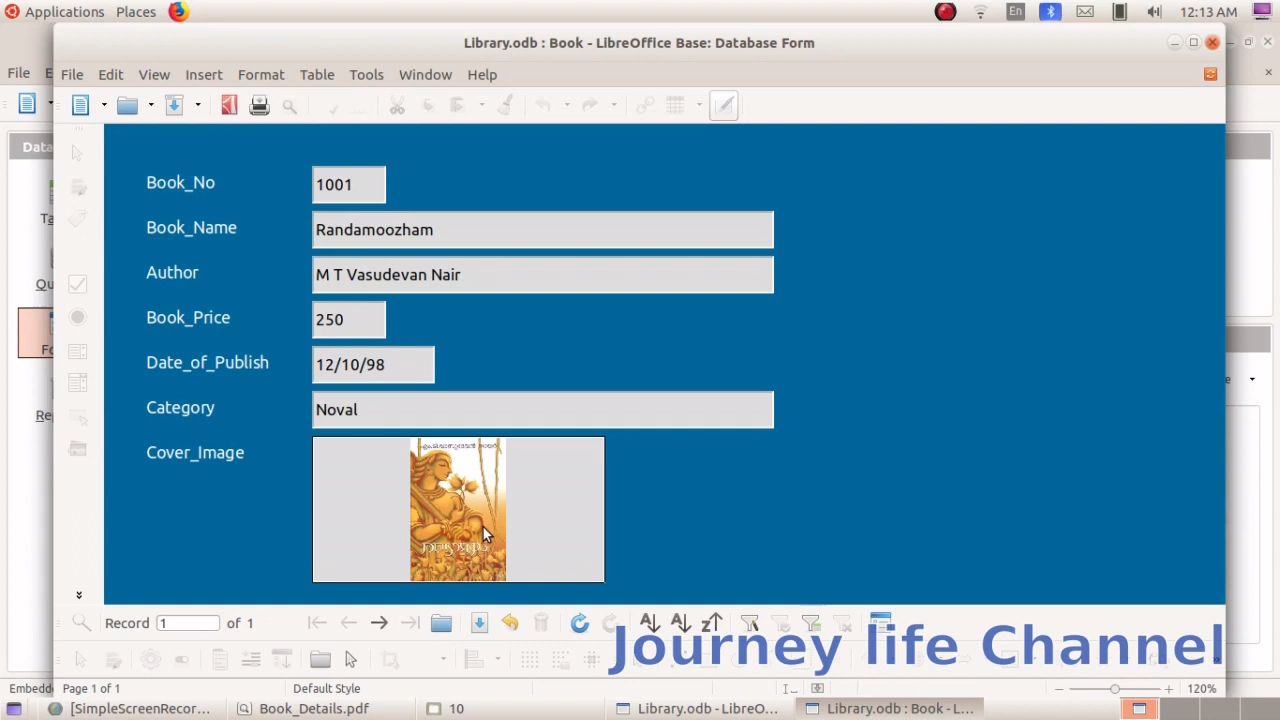 Applications Places En 12:13 AM
Library.odb : Book - LibreOffice Base: Database Form
File
File Edit View Insert Format Table Tools Window Help
Data
Book_No 1001
Book_Name Randamoozham
Author M T Vasudevan Nair
Book_Price 250
Date_of_Publish 12/10/98
Category Noval
Cover_Image
Record 1 of 1
Journey life Channel
Page 1 of 1 Default Style 120%
[SimpleScreenRecor... Book_Details.pdf 10 Library.odb - LibreO... Library.odb : Book - L...